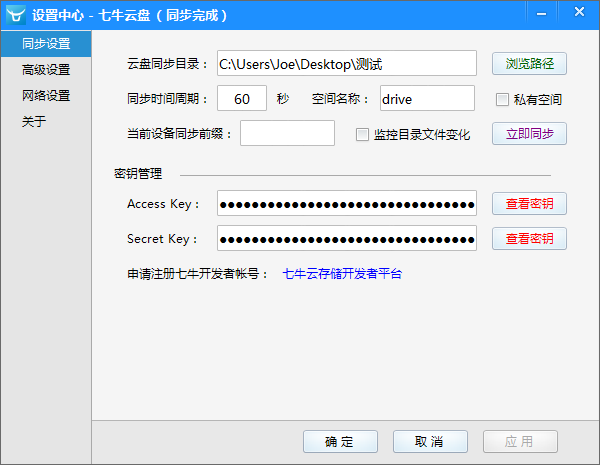 设置中心 - 七牛云盘（同步完成）
同步设置
高级设置
网络设置
关于
云盘同步目录： C:\Users\Joe\Desktop\测试 浏览路径
同步时间周期： 60 秒 空间名称： drive 私有空间
当前设备同步前缀： 监控目录文件变化 立即同步
密钥管理
Access Key： ●●●●●●●●●●●●●●●●●●●●●●●●●●●●●●●● 查看密钥
Secret Key： ●●●●●●●●●●●●●●●●●●●●●●●●●●●●●●●● 查看密钥
申请注册七牛开发者帐号： 七牛云存储开发者平台
确 定 取 消 应 用